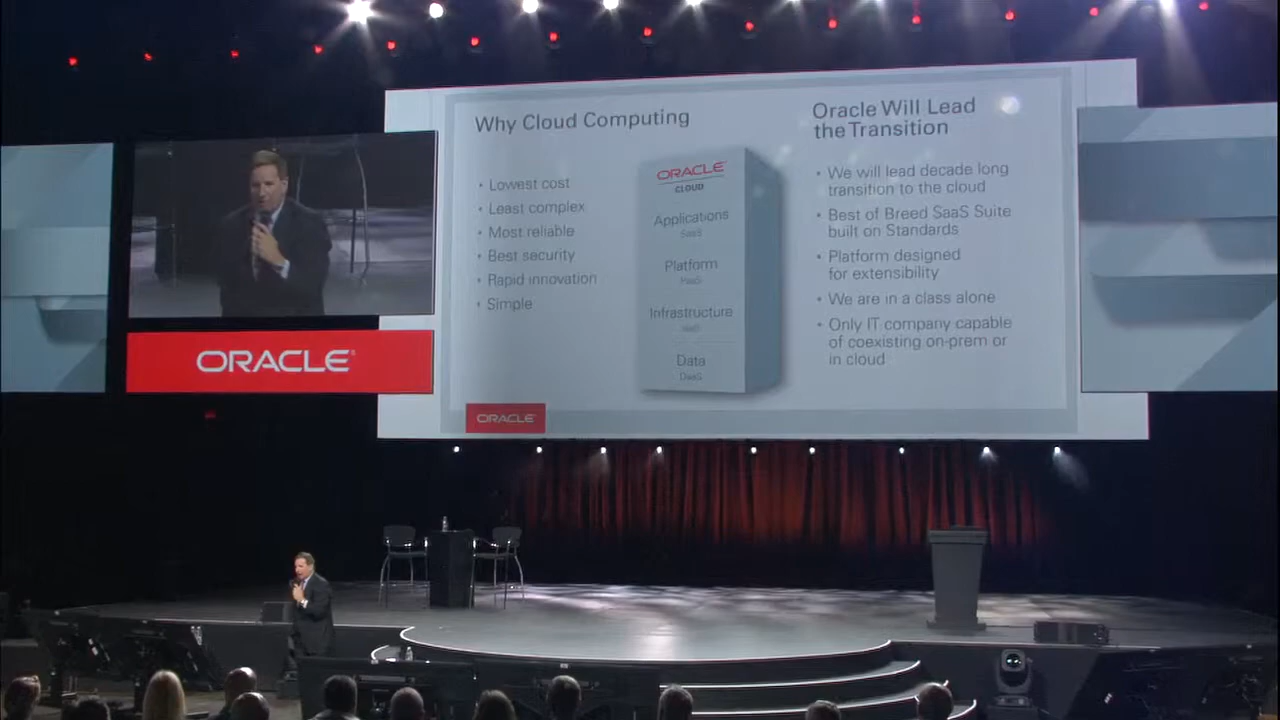 Why Cloud Computing
• Lowest cost
• Least complex
• Most reliable
• Best security
• Rapid innovation
• Simple
ORACLE
CLOUD
Applications
SaaS
Platform
PaaS
Infrastructure
IaaS
Data
DaaS
Oracle Will Lead
the Transition
• We will lead decade long
transition to the cloud
• Best of Breed SaaS Suite
built on Standards
• Platform designed
for extensibility
• We are in a class alone
• Only IT company capable
of coexisting on-prem or
in cloud
ORACLE
ORACLE